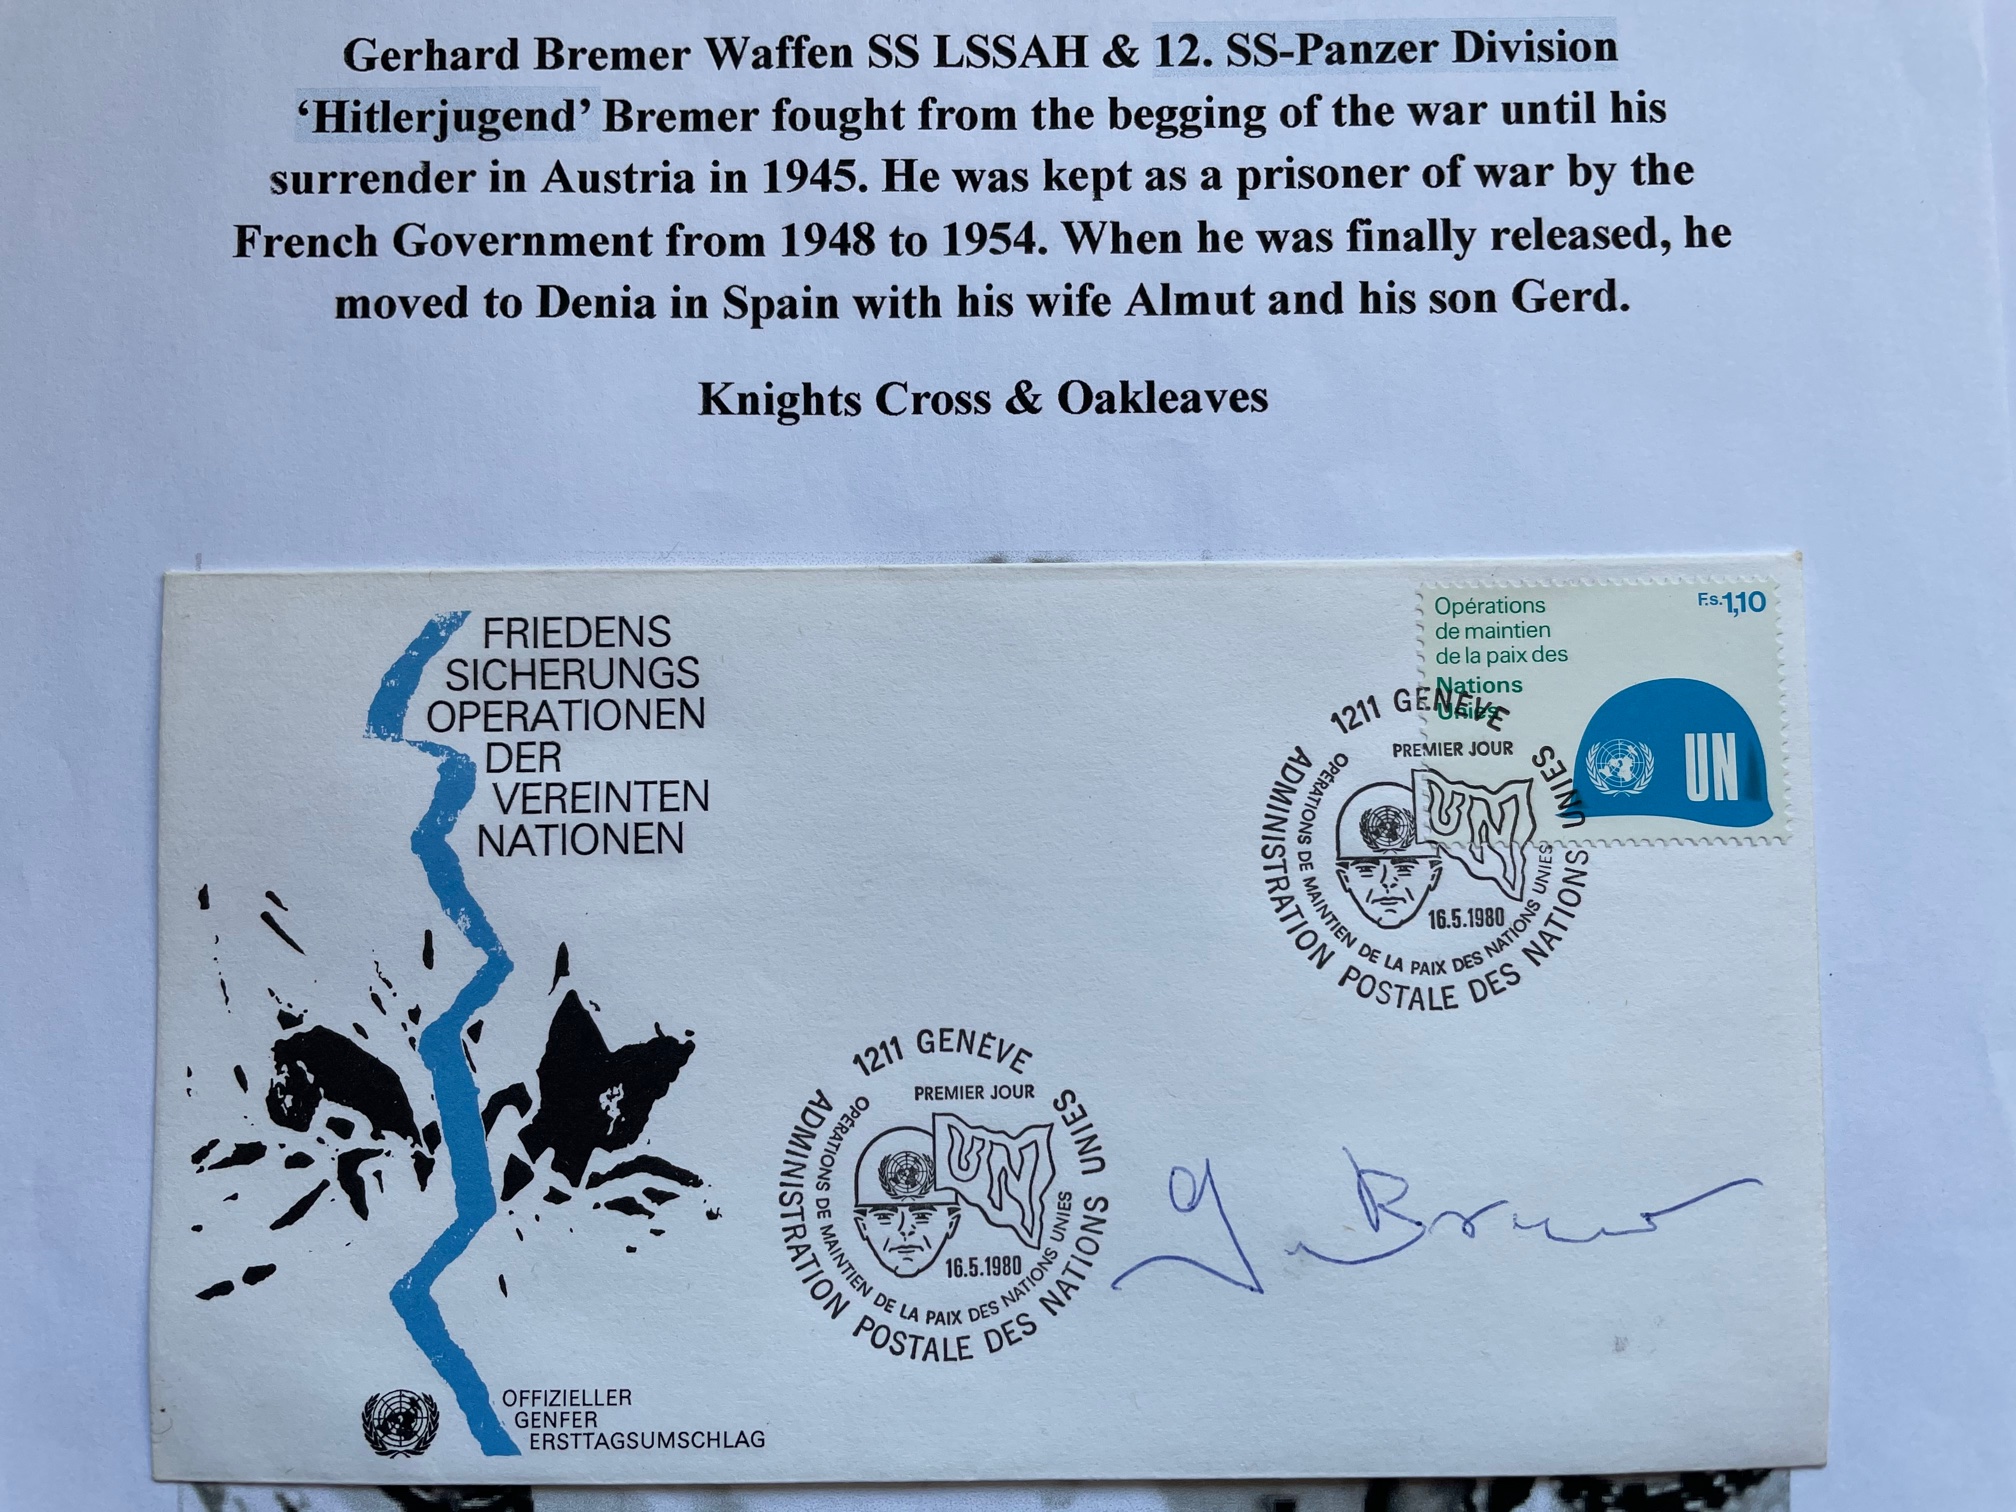 Gerhard Bremer Waffen SS LSSAH & 12. SS-Panzer Division
‘Hitlerjugend’ Bremer fought from the begging of the war until his
surrender in Austria in 1945. He was kept as a prisoner of war by the
French Government from 1948 to 1954. When he was finally released, he
moved to Denia in Spain with his wife Almut and his son Gerd.
Knights Cross & Oakleaves
FRIEDENS
SICHERUNGS
OPERATIONEN
DER
VEREINTEN
NATIONEN
Opérations
de maintien
de la paix des
Nations
Unies
F.s.1,10
UN
1211 GENÈVE
PREMIER JOUR
ADMINISTRATION POSTALE DES NATIONS UNIES
OPÉRATIONS DE MAINTIEN DE LA PAIX DES NATIONS UNIES
UN
16.5.1980
1211 GENÈVE
PREMIER JOUR
ADMINISTRATION POSTALE DES NATIONS UNIES
OPÉRATIONS DE MAINTIEN DE LA PAIX DES NATIONS UNIES
UN
16.5.1980
G. Bremer
OFFIZIELLER
GENFER
ERSTTAGSUMSCHLAG